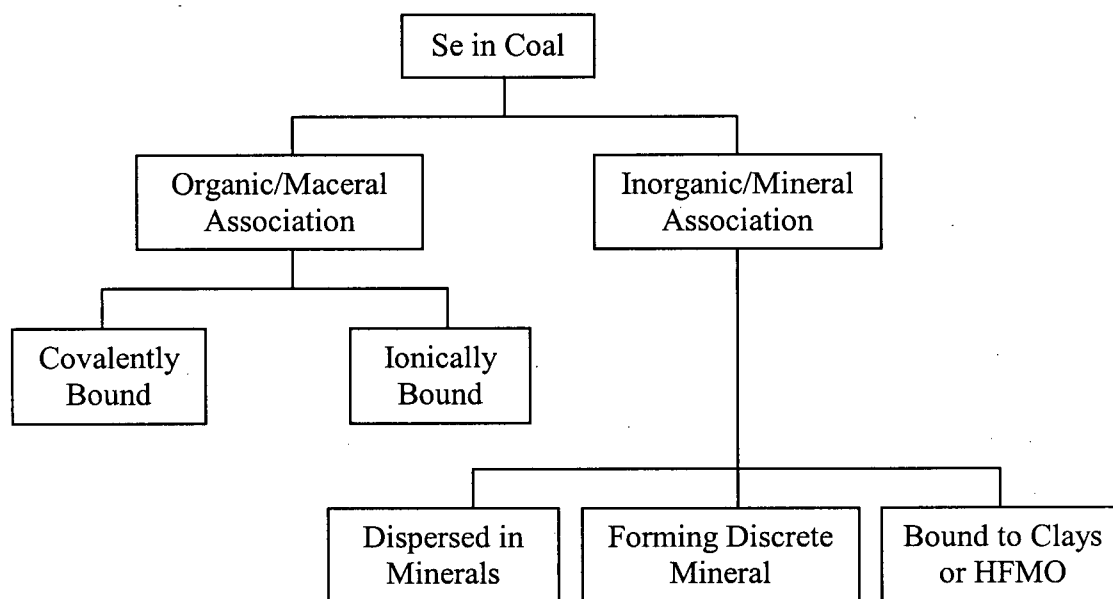 Se in Coal
Organic/Maceral
Association
Inorganic/Mineral
Association
Covalently
Bound
Ionically
Bound
Dispersed in
Minerals
Forming Discrete
Mineral
Bound to Clays
or HFMO